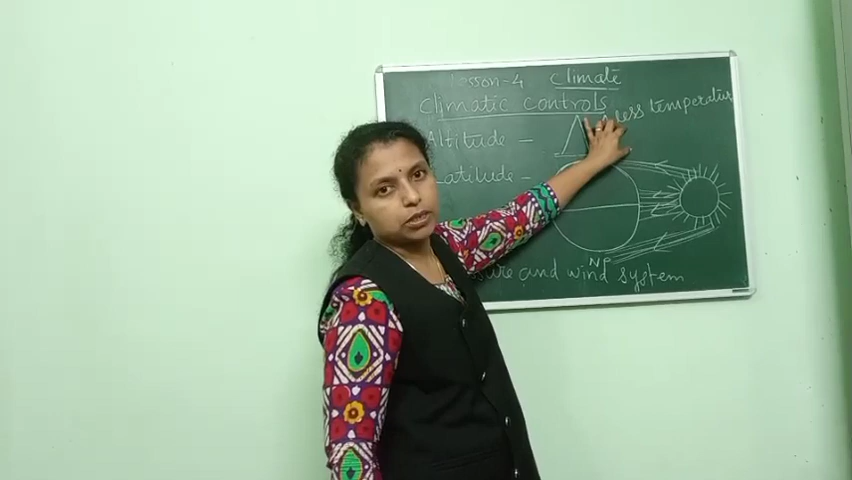 Lesson-4 Climate
Climatic controls
Altitude - less temperature
Latitude -
NP
and wind system